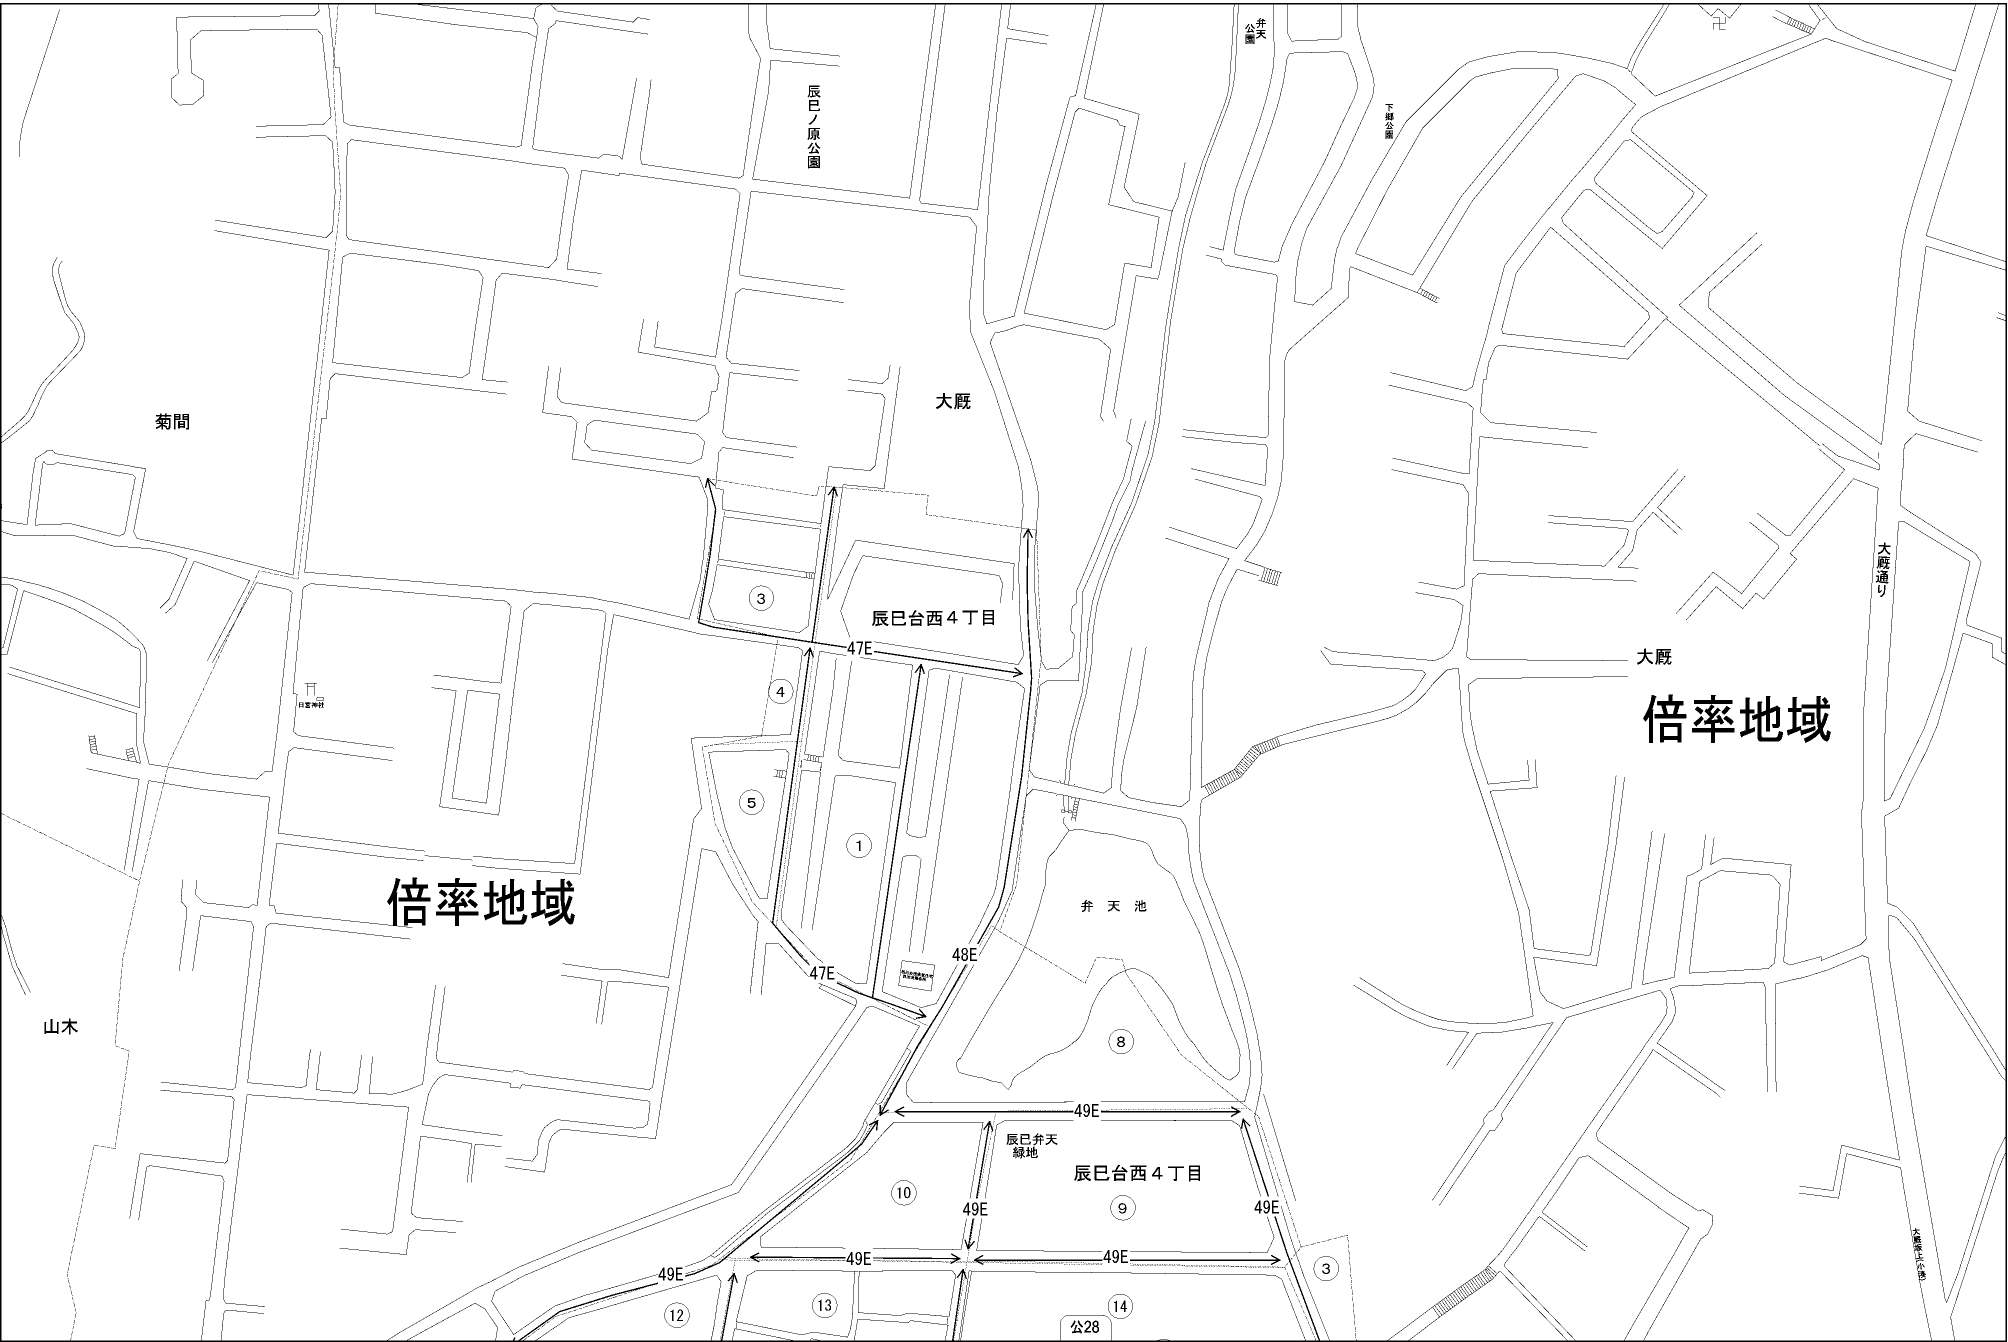 弁天
公園
下郷公園
辰巳ノ原公園
大厩
菊間
大厩通り
3
辰巳台西4丁目
47E
大厩
4
日宮神社
倍率地域
5
1
倍率地域
弁天池
48E
47E
山木
8
49E
辰巳弁天
緑地
辰巳台西4丁目
10
49E
9
49E
49E
49E
3
49E
12
13
14
公28